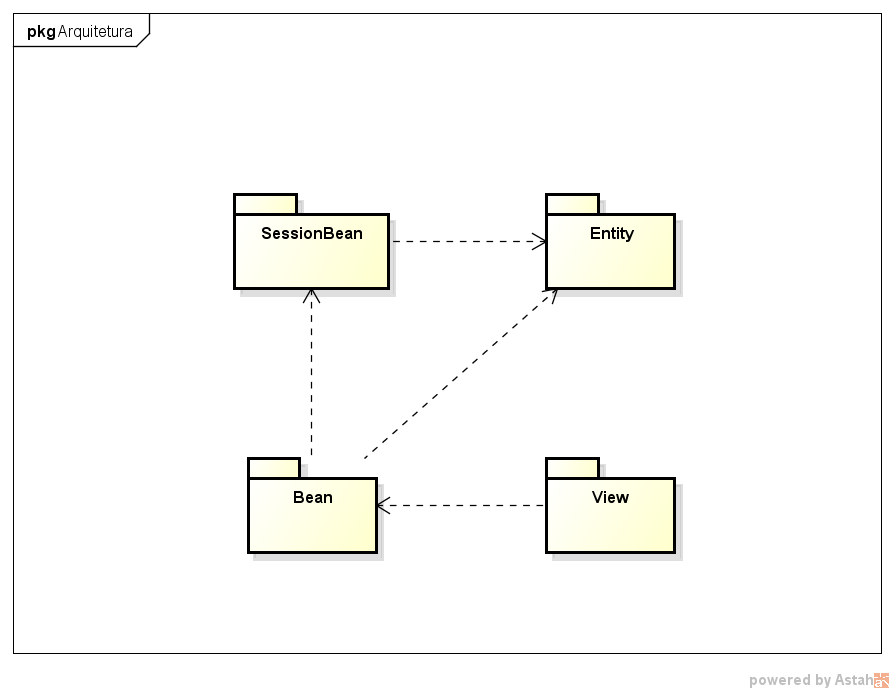 pkg Arquitetura
SessionBean
Entity
Bean
View
powered by Astah